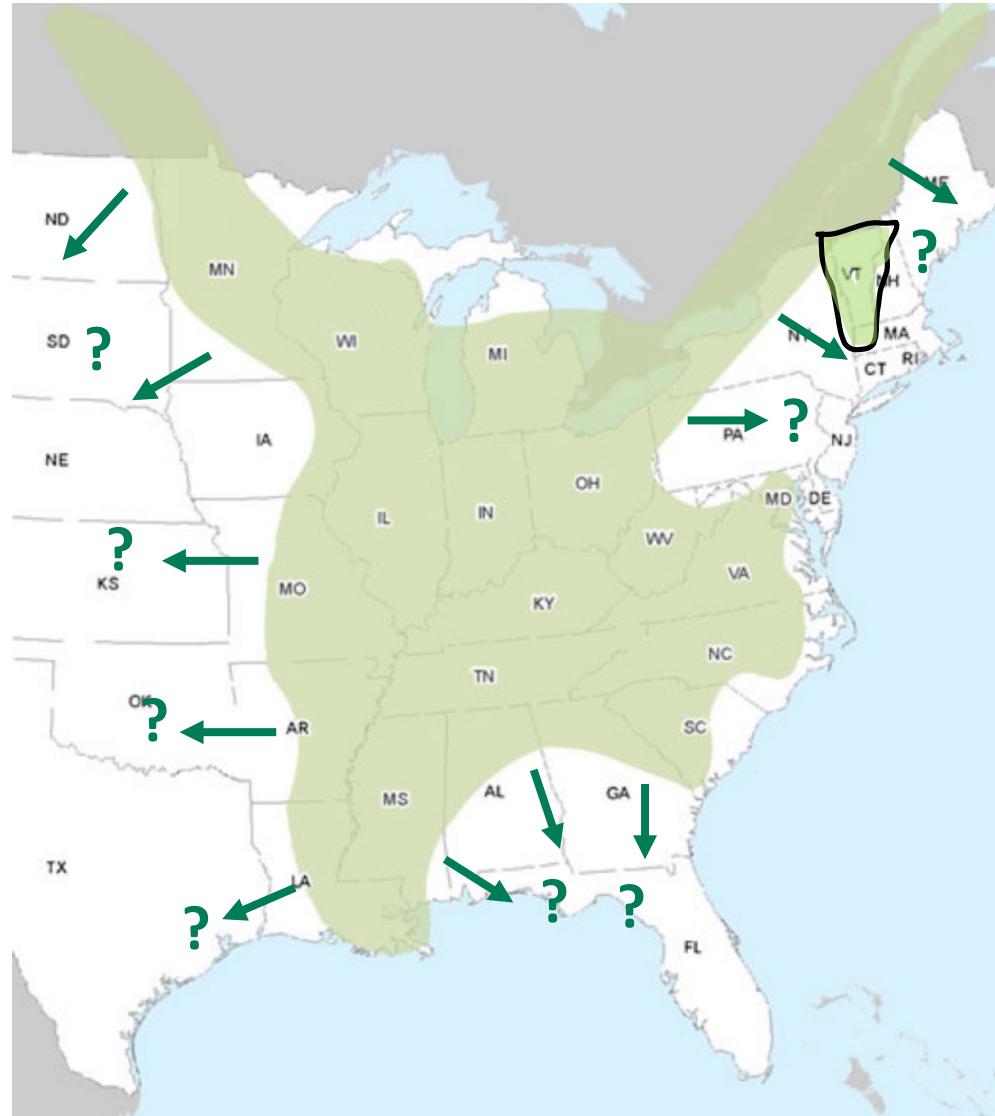 ME
ND
?
MN
VT
NH
SD
?
WI
MI
NY
MA
RI
CT
?
PA
IA
NJ
NE
OH
MD
DE
IL
IN
WV
?
KS
VA
MO
KY
NC
TN
OK
?
AR
SC
MS
AL
GA
TX
LA
?
?
?
FL